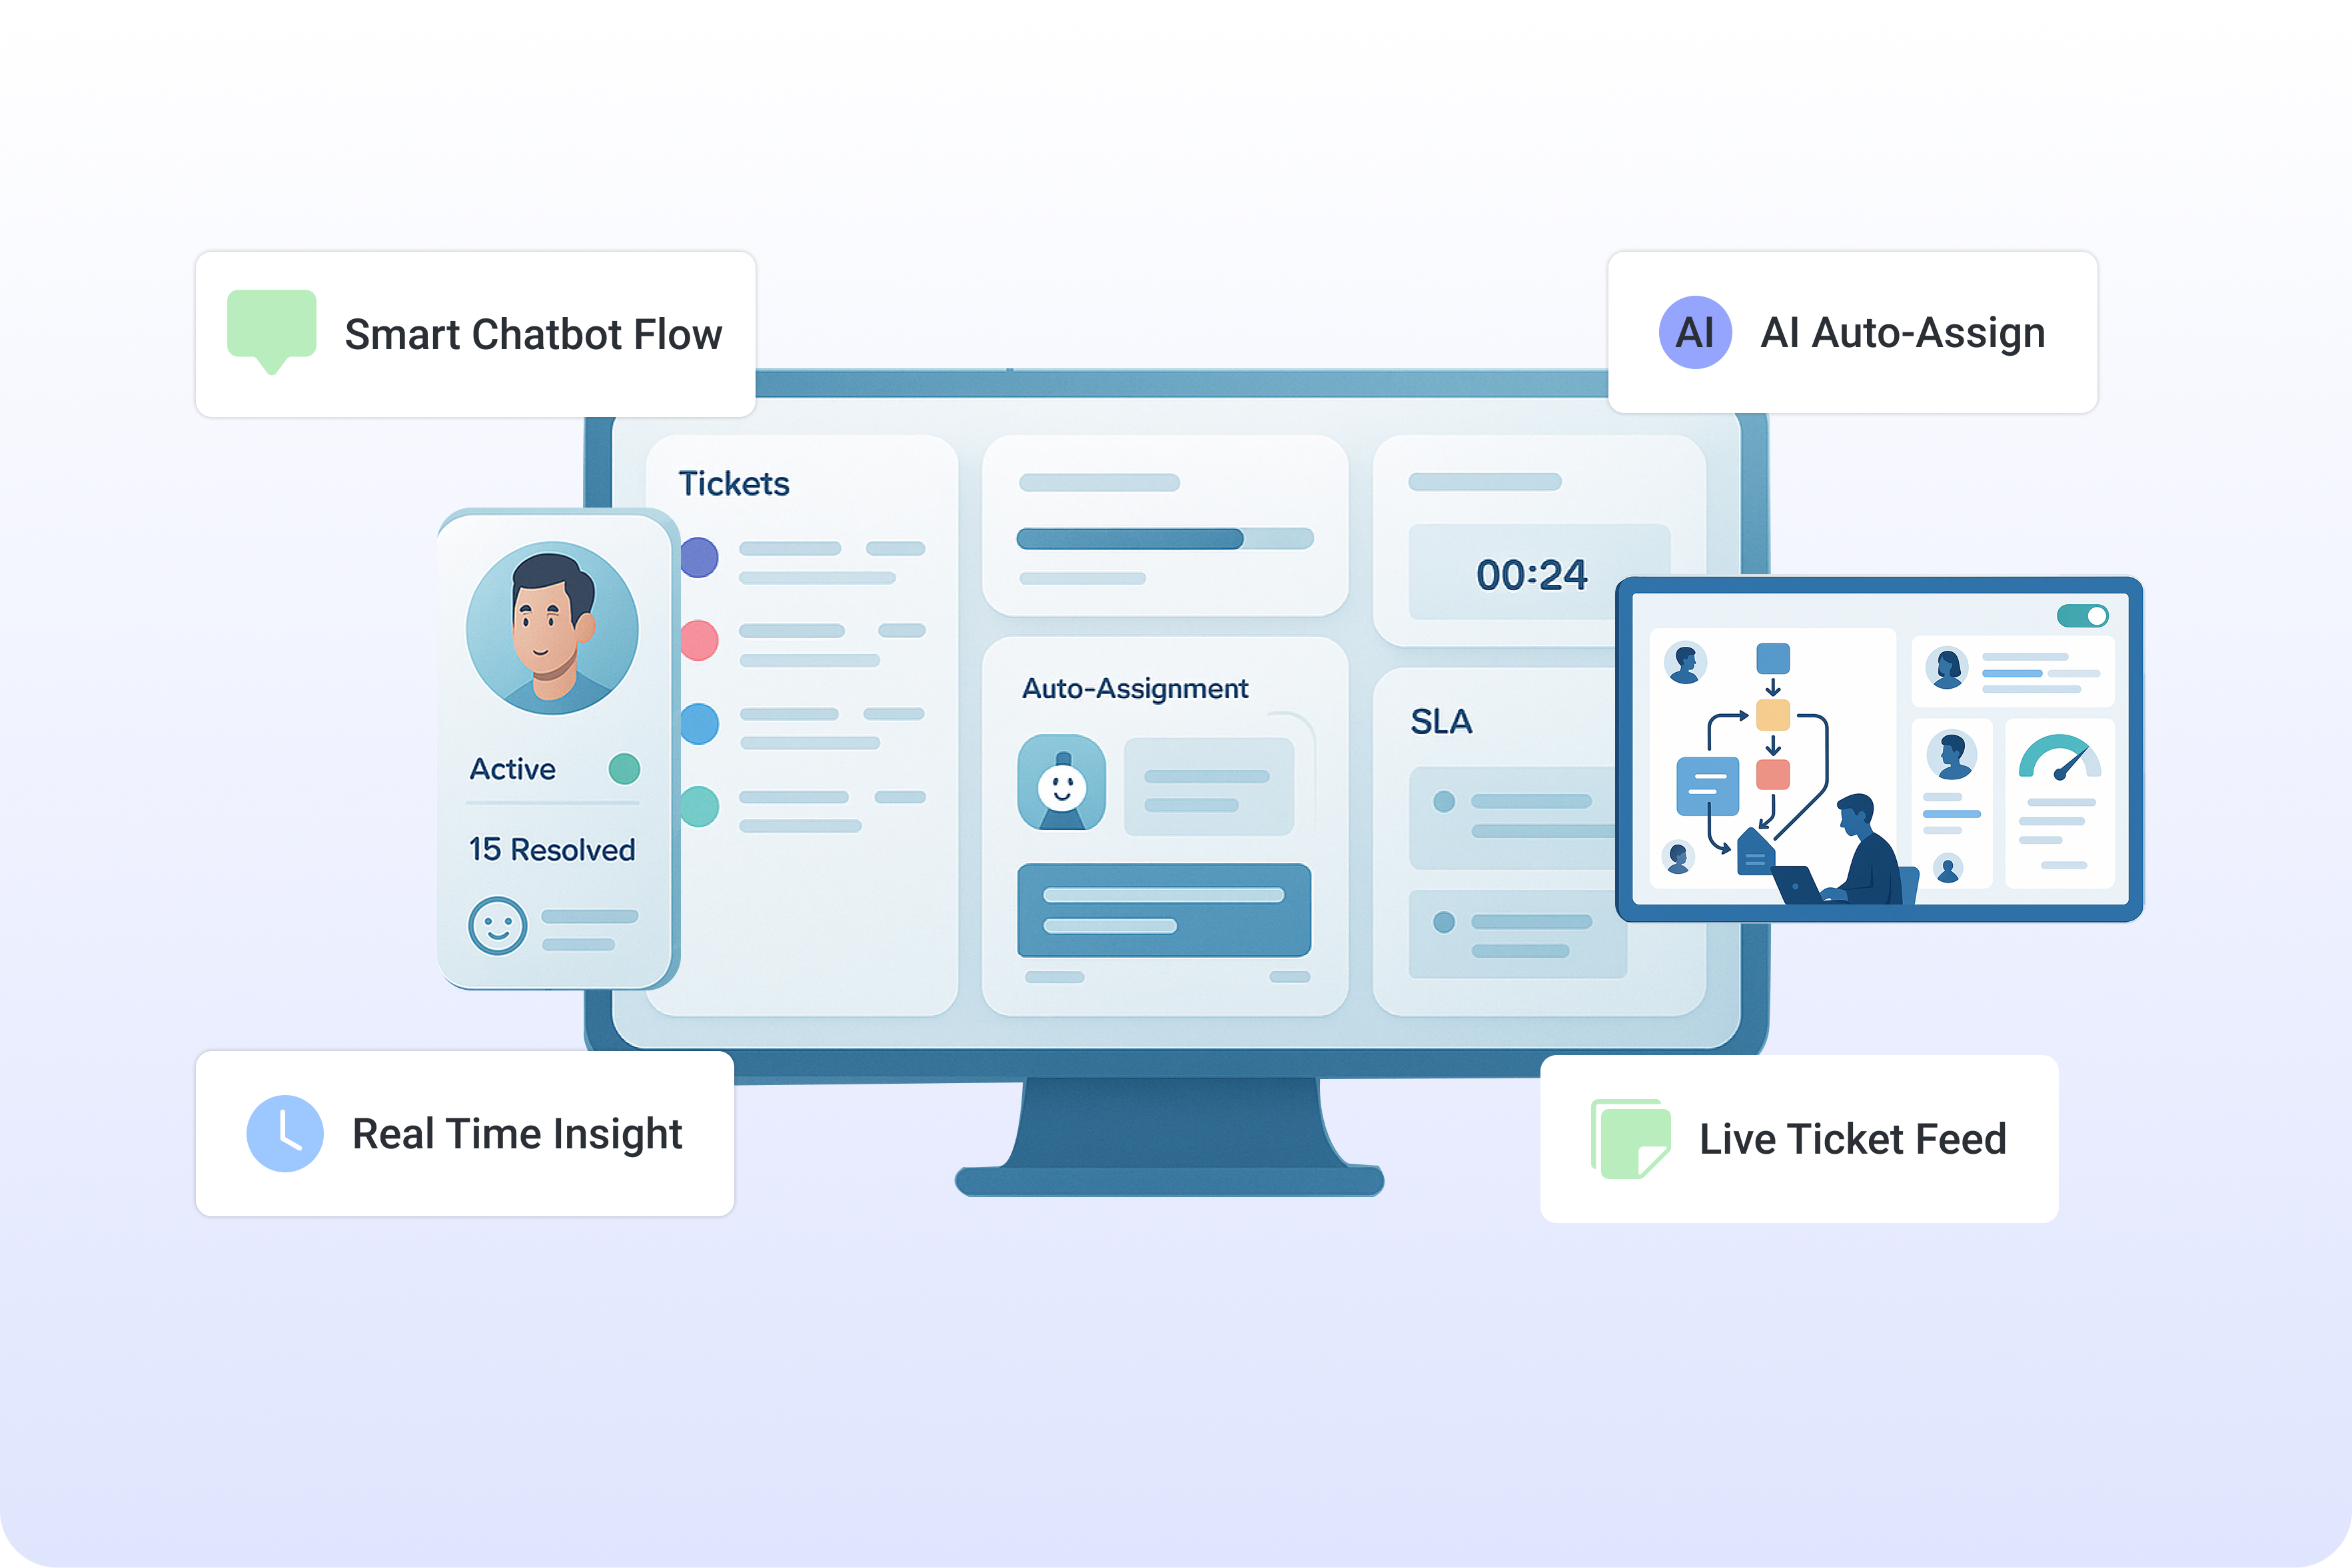 Smart Chatbot Flow
AI
AI Auto-Assign
Tickets
00:24
Auto-Assignment
SLA
Active
15 Resolved
Real Time Insight
Live Ticket Feed